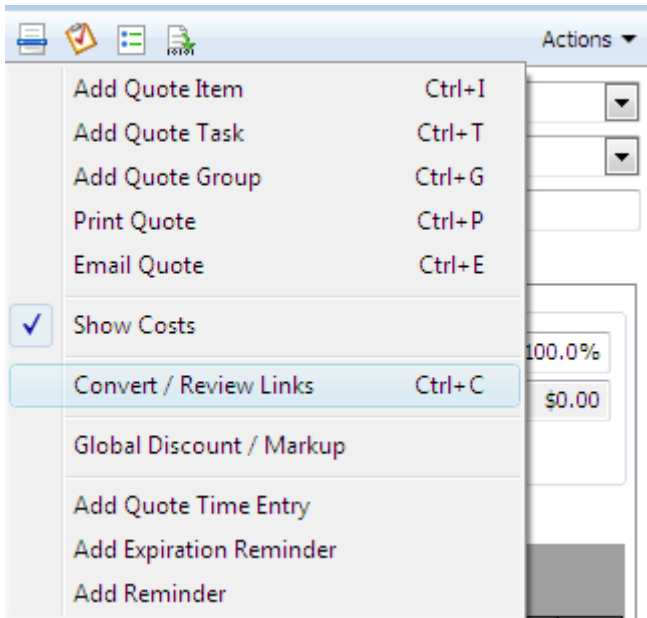 Actions
Add Quote Item Ctrl+I
Add Quote Task Ctrl+T
Add Quote Group Ctrl+G
Print Quote Ctrl+P
Email Quote Ctrl+E
Show Costs
100.0%
Convert / Review Links Ctrl+C
$0.00
Global Discount / Markup
Add Quote Time Entry
Add Expiration Reminder
Add Reminder